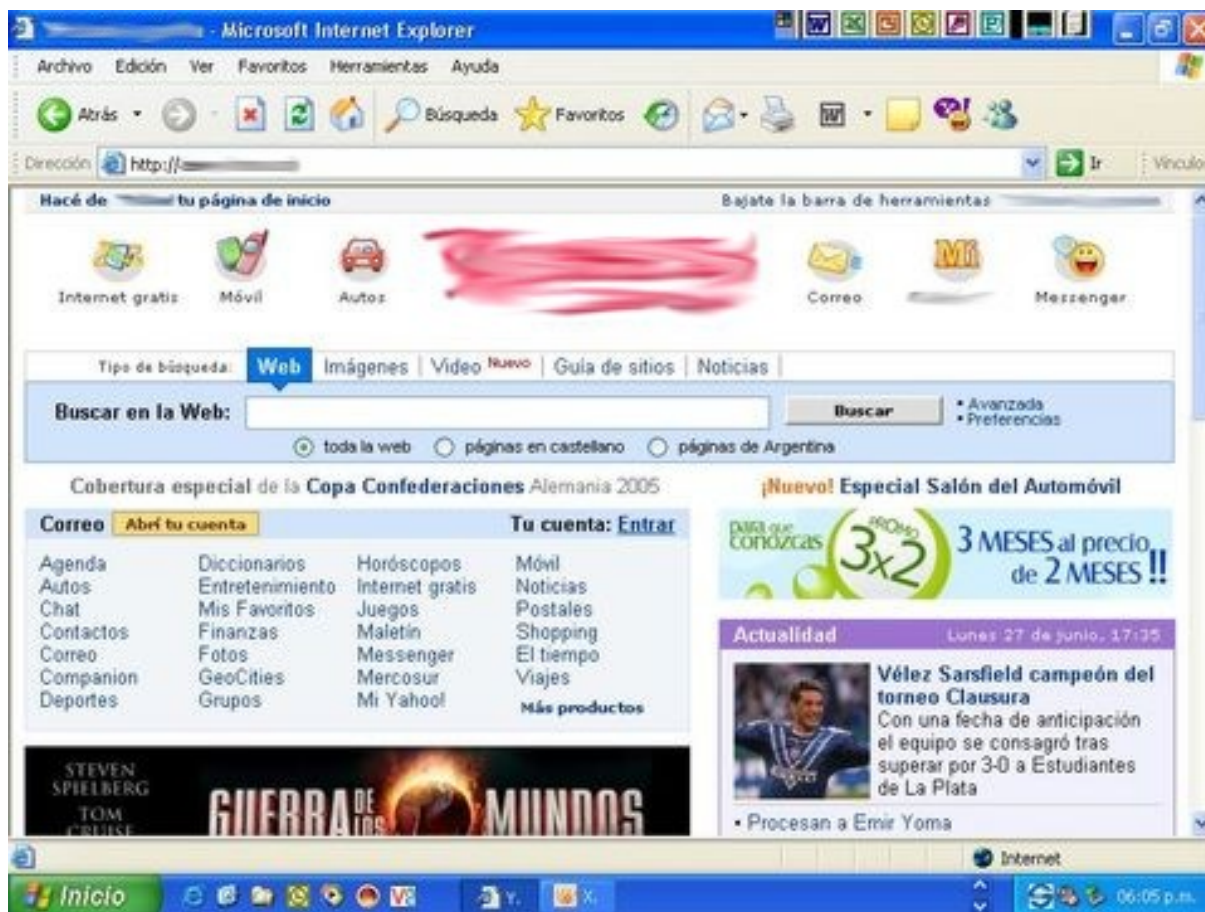 - Microsoft Internet Explorer
Archivo Edición Ver Favoritos Herramientas Ayuda
Atrás Búsqueda Favoritos
Dirección http:// Ir Vínculo
Hacé de tu página de inicio
Bajate la barra de herramientas
Internet gratis Móvil Autos Correo Mi Messenger
Tipo de búsqueda: Web Imágenes | Video Nuevo | Guía de sitios | Noticias |
Buscar en la Web: Buscar
• Avanzada
• Preferencias
toda la web páginas en castellano páginas de Argentina
Cobertura especial de la Copa Confederaciones Alemania 2005
Correo Abrí tu cuenta Tu cuenta: Entrar
Agenda Diccionarios Horóscopos Móvil
Autos Entretenimiento Internet gratis Noticias
Chat Mis Favoritos Juegos Postales
Contactos Finanzas Maletín Shopping
Correo Fotos Messenger El tiempo
Companion GeoCities Mercosur Viajes
Deportes Grupos Mi Yahoo! Más productos
STEVEN
SPIELBERG
TOM
CRUISE
GUERRA DE LOS MUNDOS
¡Nuevo! Especial Salón del Automóvil
para que
conozcas
PROMO
3x2
3 MESES al precio
de 2 MESES !!
Actualidad Lunes 27 de junio, 17:35
Vélez Sarsfield campeón del
torneo Clausura
Con una fecha de anticipación
el equipo se consagró tras
superar por 3-0 a Estudiantes
de La Plata
• Procesan a Emir Yoma
Internet
Inicio Y. X. 06:05 p.m.